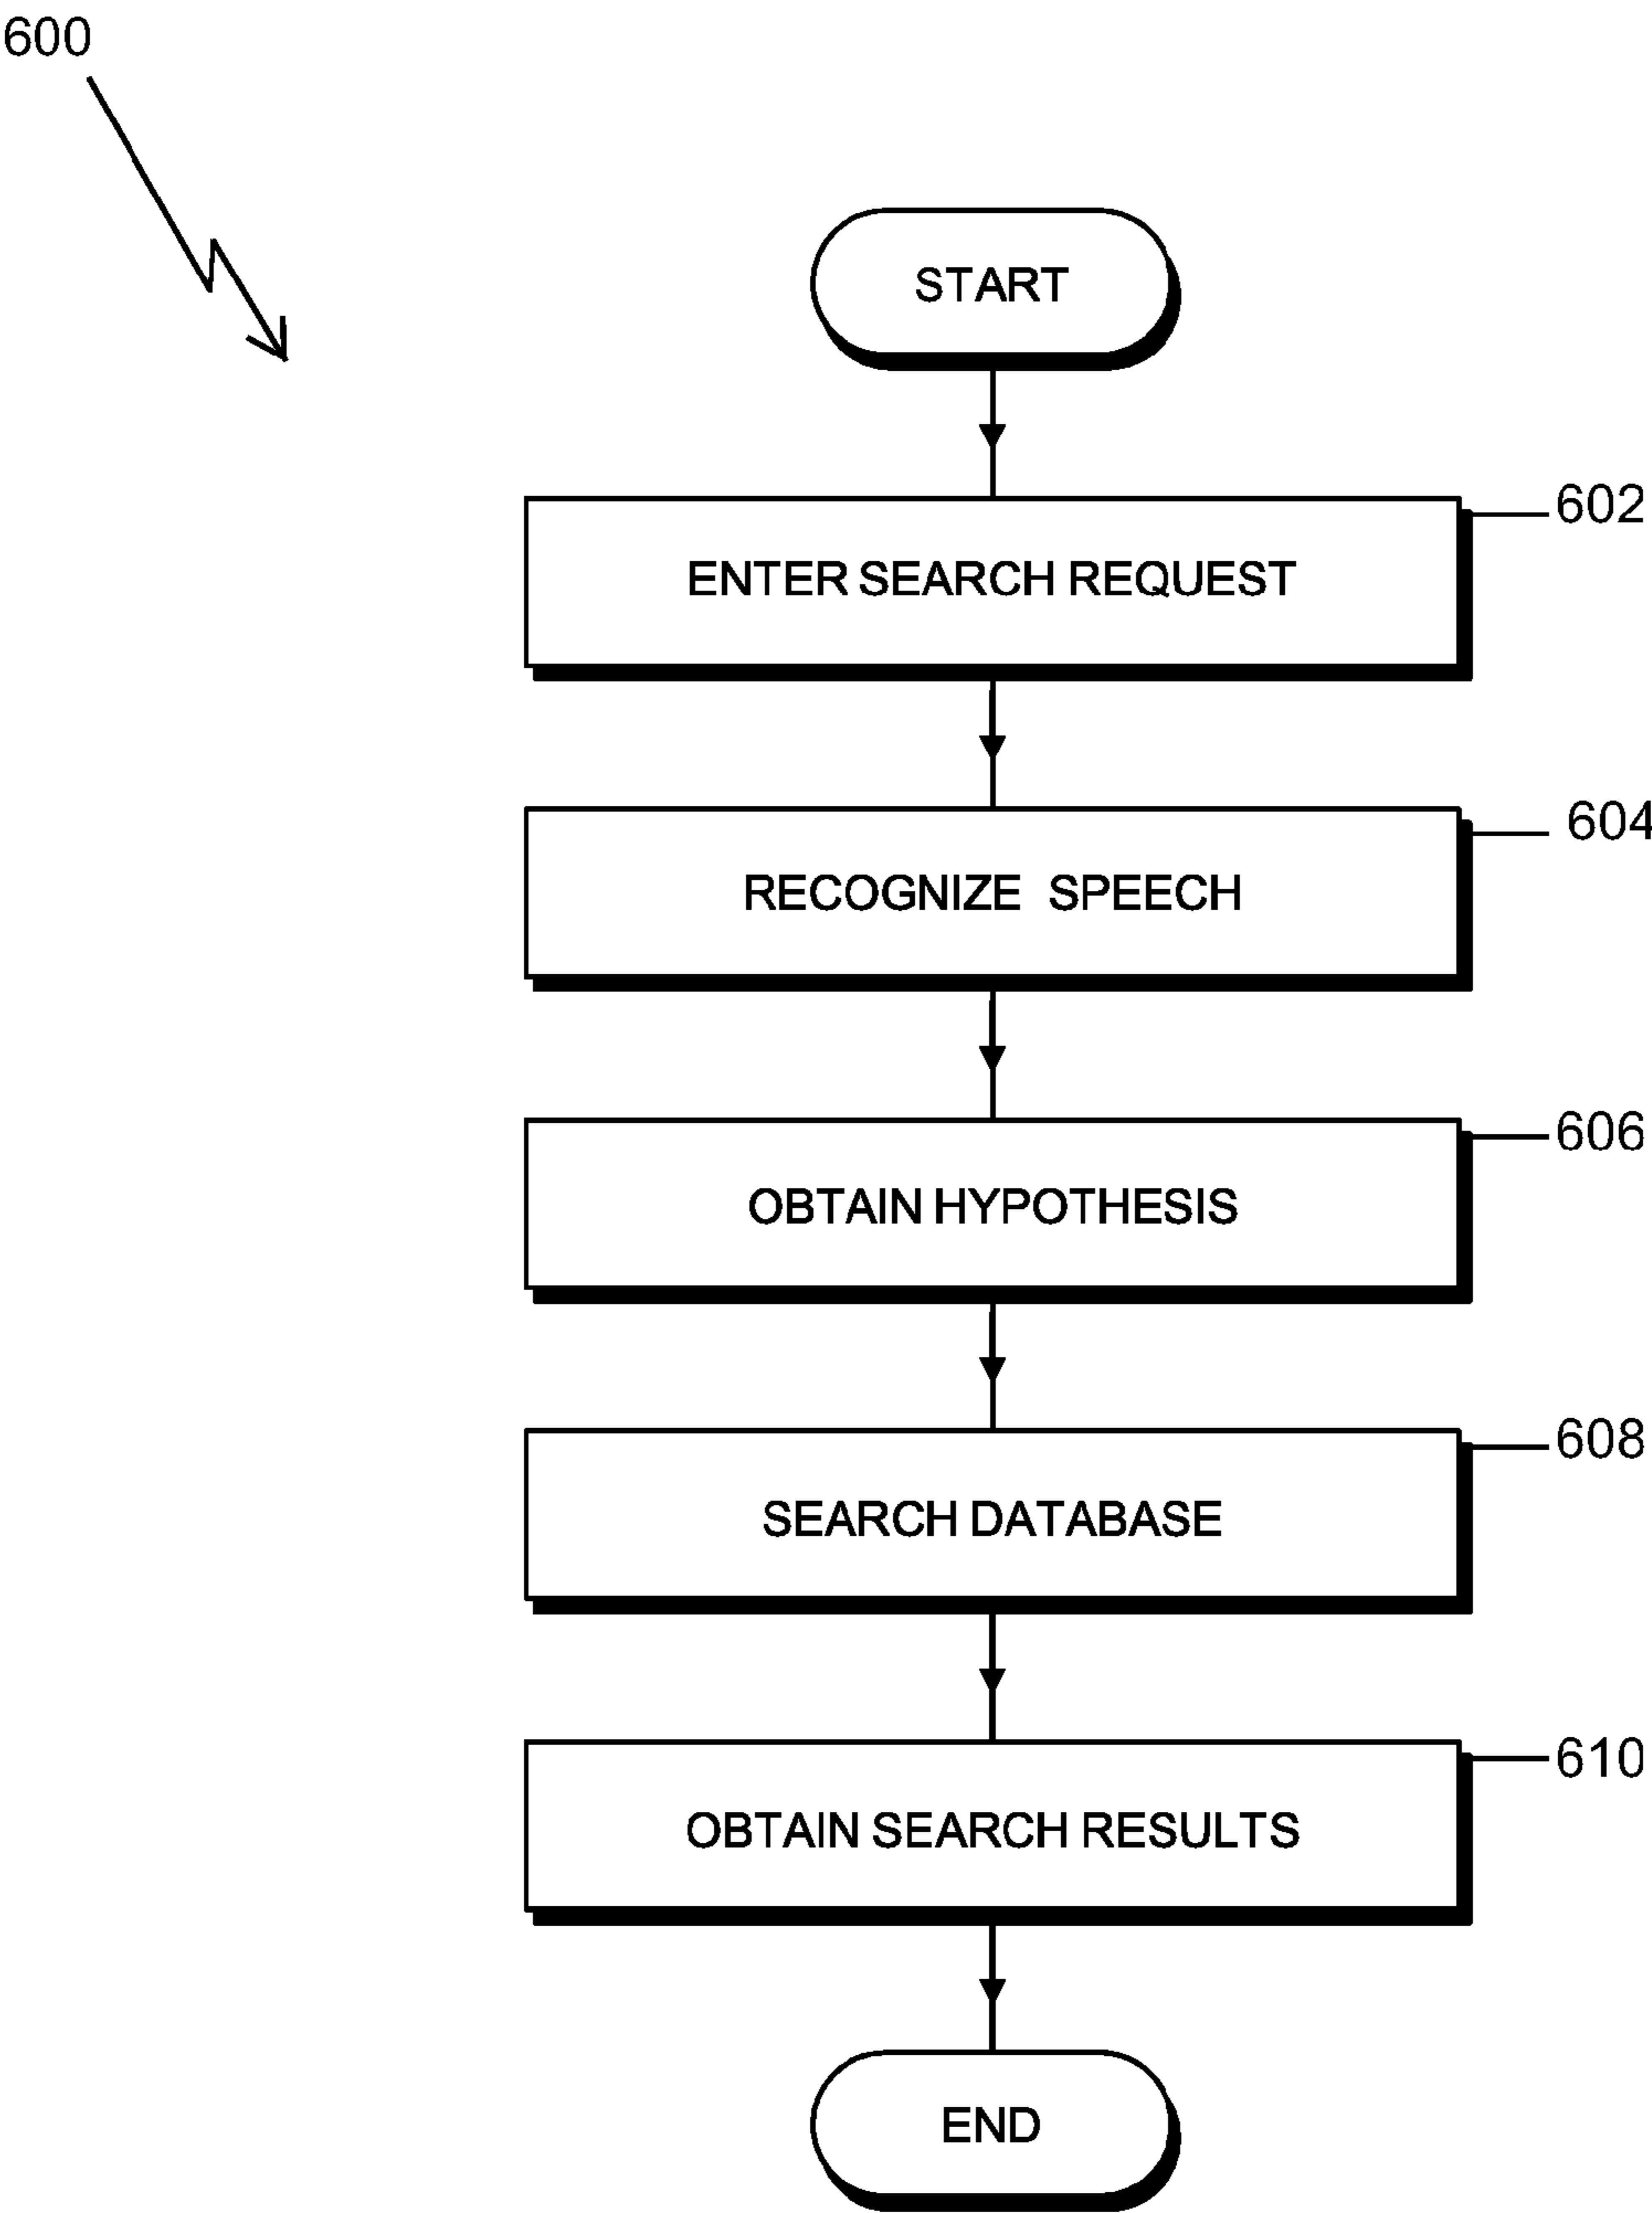 600
START
602
ENTER SEARCH REQUEST
604
RECOGNIZE SPEECH
606
OBTAIN HYPOTHESIS
608
SEARCH DATABASE
610
OBTAIN SEARCH RESULTS
END